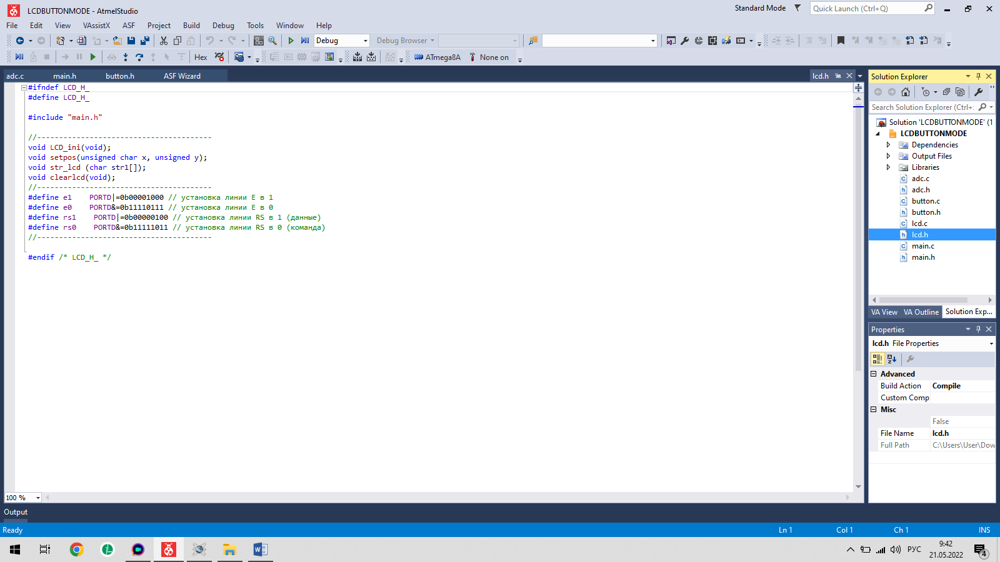 LCDBUTTONMODE - AtmelStudio
Standard Mode
Quick Launch (Ctrl+Q)
File Edit View VAssistX ASF Project Build Debug Tools Window Help
Debug
Debug Browser
Hex
ATmega8A
None on
adc.c main.h button.h ASF Wizard
lcd.h
#ifndef LCD_H_
#define LCD_H_
#include "main.h"
//----------------------------------------
void LCD_ini(void);
void setpos(unsigned char x, unsigned y);
void str_lcd (char str1[]);
void clearlcd(void);
//----------------------------------------
#define e1    PORTD|=0b00001000 // установка линии E в 1
#define e0    PORTD&=0b11110111 // установка линии E в 0
#define rs1    PORTD|=0b00000100 // установка линии RS в 1 (данные)
#define rs0    PORTD&=0b11111011 // установка линии RS в 0 (команда)
//----------------------------------------
#endif /* LCD_H_ */
100 %
Solution Explorer
Search Solution Explorer (Ctrl+:
Solution 'LCDBUTTONMODE' (1
LCDBUTTONMODE
Dependencies
Output Files
Libraries
adc.c
adc.h
button.c
button.h
lcd.c
lcd.h
main.c
main.h
VA View VA Outline Solution Exp...
Properties
lcd.h File Properties
Advanced
Build Action Compile
Custom Comp
Misc
False
File Name lcd.h
Full Path C:\Users\User\Dow
Output
Ready
Ln 1 Col 1 Ch 1 INS
РУС
9:42
21.05.2022
4